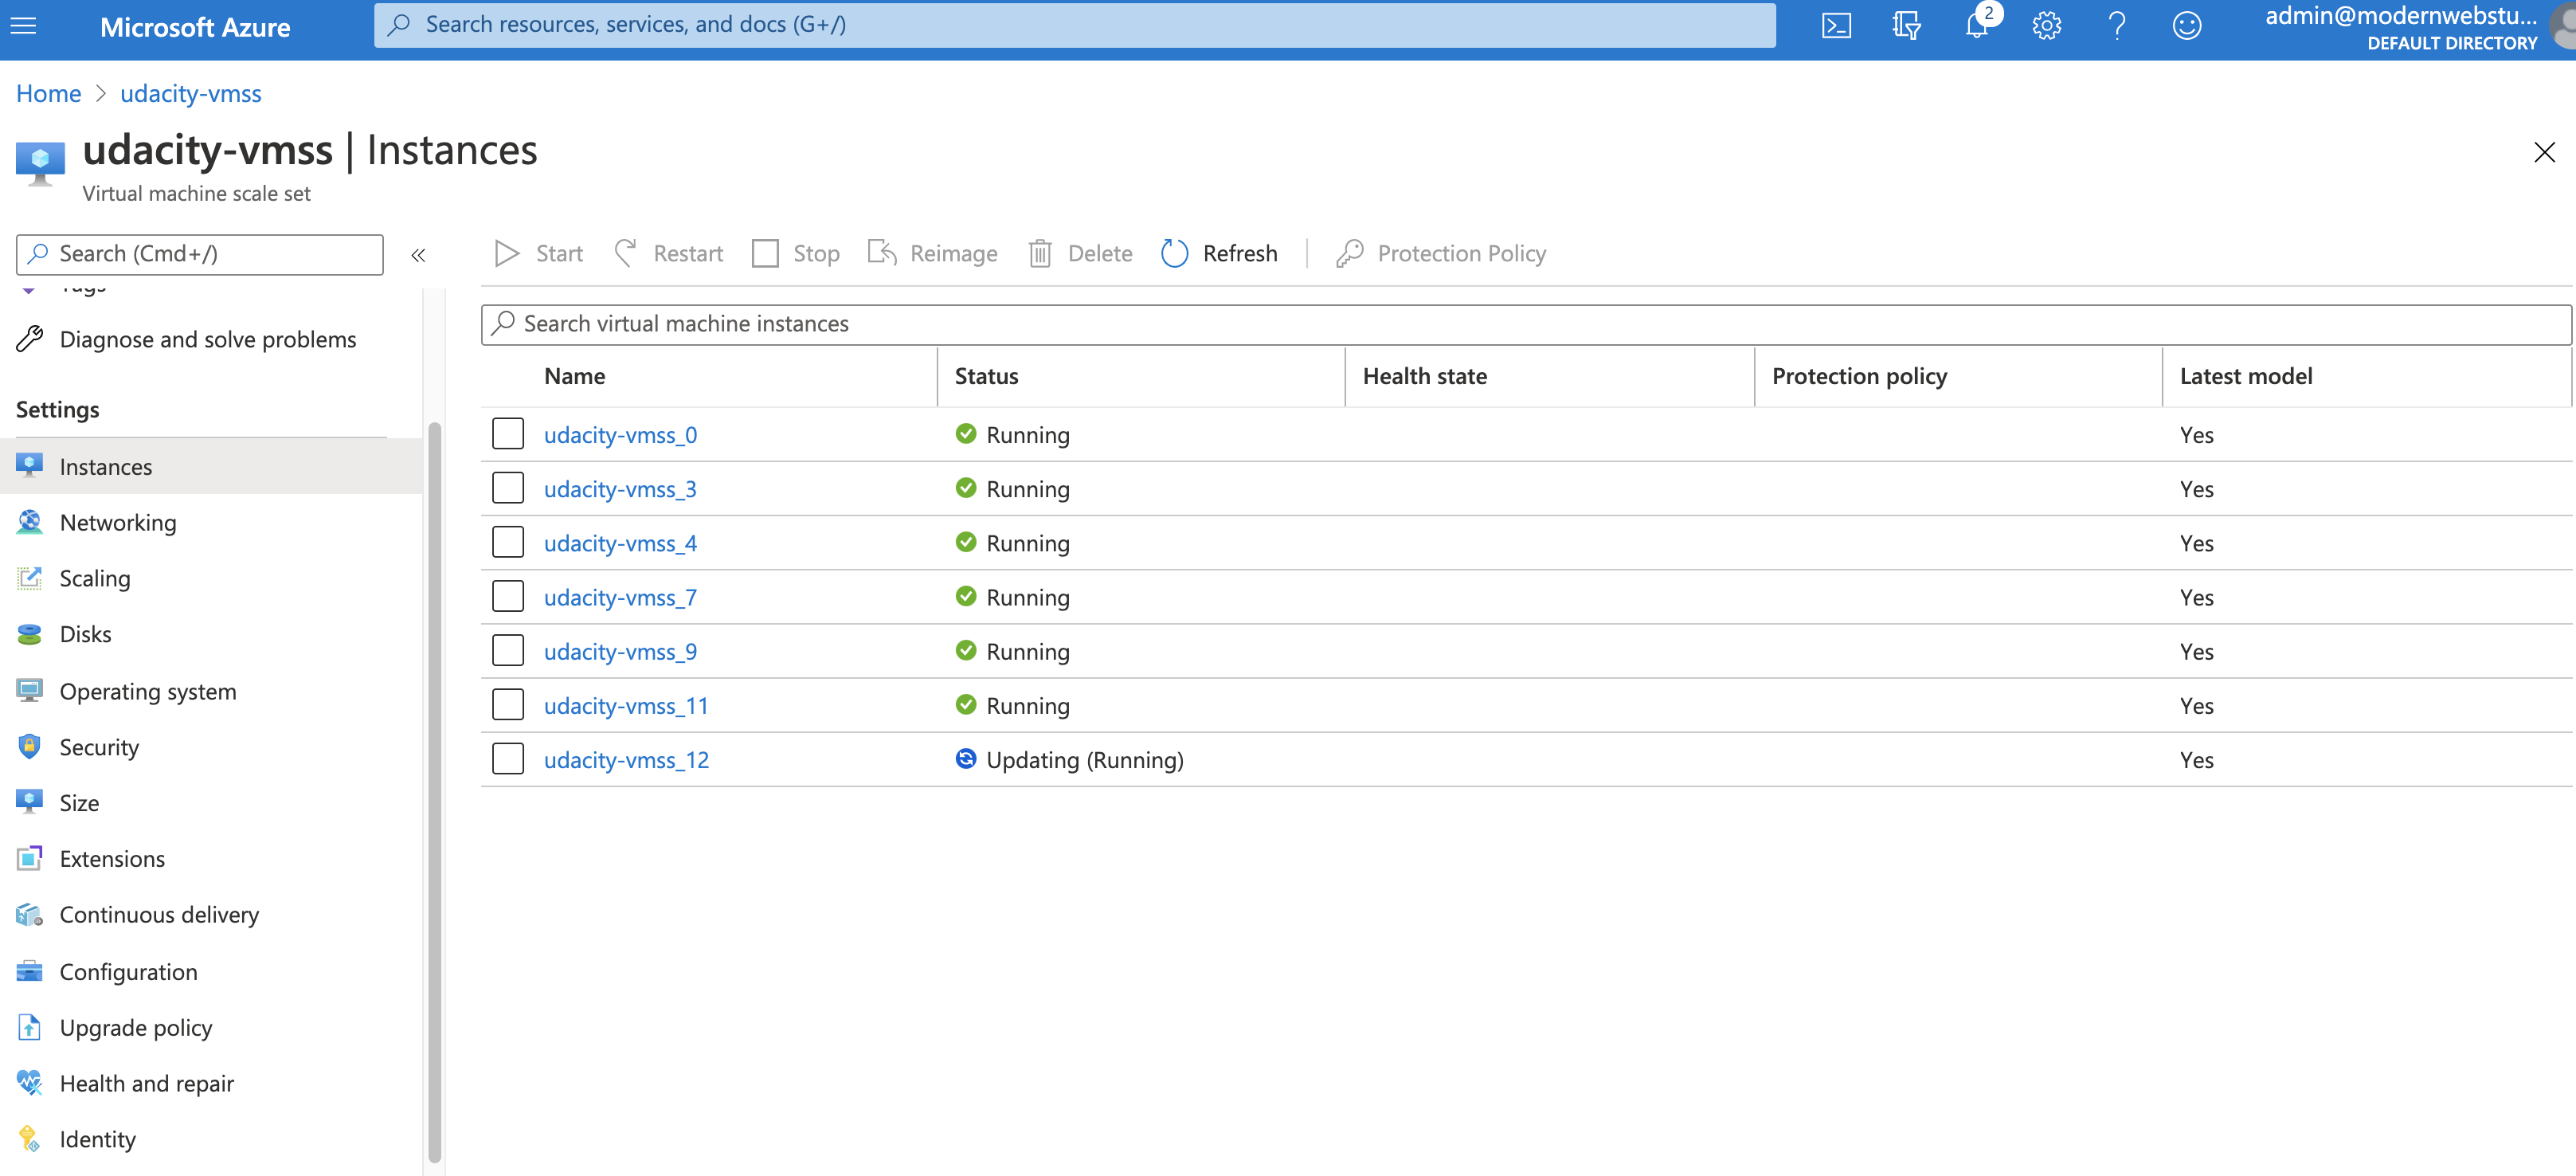 Microsoft Azure
Search resources, services, and docs (G+/)
2
admin@modernwebstu...
DEFAULT DIRECTORY
Home > udacity-vmss
udacity-vmss | Instances
Virtual machine scale set
Search (Cmd+/)
«
Tags
Diagnose and solve problems
Settings
Instances
Networking
Scaling
Disks
Operating system
Security
Size
Extensions
Continuous delivery
Configuration
Upgrade policy
Health and repair
Identity
Start Restart Stop Reimage Delete Refresh Protection Policy
Search virtual machine instances
Name Status Health state Protection policy Latest model
udacity-vmss_0 Running Yes
udacity-vmss_3 Running Yes
udacity-vmss_4 Running Yes
udacity-vmss_7 Running Yes
udacity-vmss_9 Running Yes
udacity-vmss_11 Running Yes
udacity-vmss_12 Updating (Running) Yes